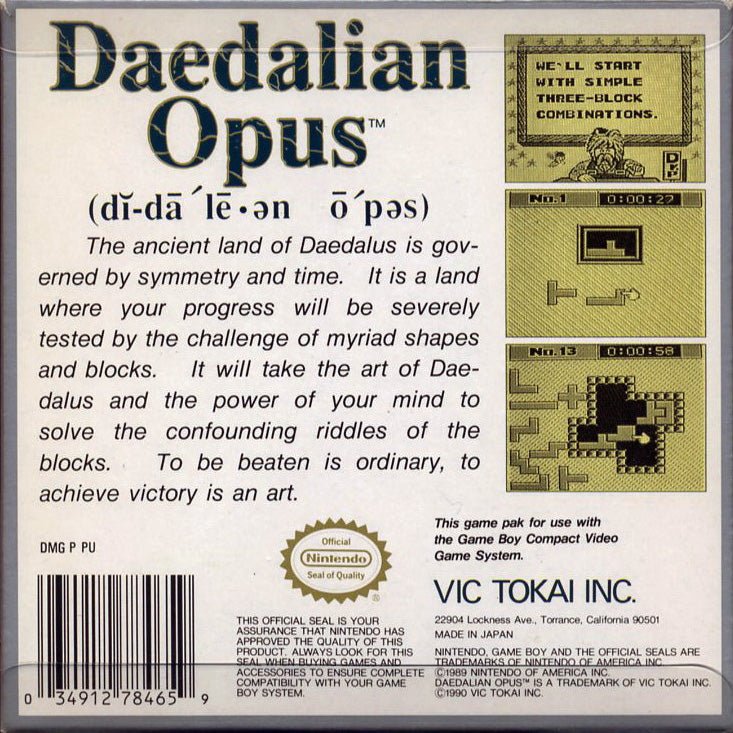 Daedalian
Opus™
(dĭ-dā´lē·ən ō´pəs)
The ancient land of Daedalus is gov-
erned by symmetry and time. It is a land
where your progress will be severely
tested by the challenge of myriad shapes
and blocks. It will take the art of Dae-
dalus and the power of your mind to
solve the confounding riddles of the
blocks. To be beaten is ordinary, to
achieve victory is an art.
WE'LL START
WITH SIMPLE
THREE-BLOCK
COMBINATIONS.
No.1 0:00:27
No.13 0:00:58
This game pak for use with
the Game Boy Compact Video
Game System.
DMG P PU
Official
Nintendo
Seal of Quality
®
VIC TOKAI INC.
22904 Lockness Ave., Torrance, California 90501
MADE IN JAPAN
THIS OFFICIAL SEAL IS YOUR
ASSURANCE THAT NINTENDO HAS
APPROVED THE QUALITY OF THIS
PRODUCT. ALWAYS LOOK FOR THIS
SEAL WHEN BUYING GAMES AND
ACCESSORIES TO ENSURE COMPLETE
COMPATIBILITY WITH YOUR GAME
BOY SYSTEM.
NINTENDO, GAME BOY AND THE OFFICIAL SEALS ARE
TRADEMARKS OF NINTENDO OF AMERICA INC.
©1989 NINTENDO OF AMERICA INC.
DAEDALIAN OPUS™ IS A TRADEMARK OF VIC TOKAI INC.
©1990 VIC TOKAI INC.
0 34912 78465 9